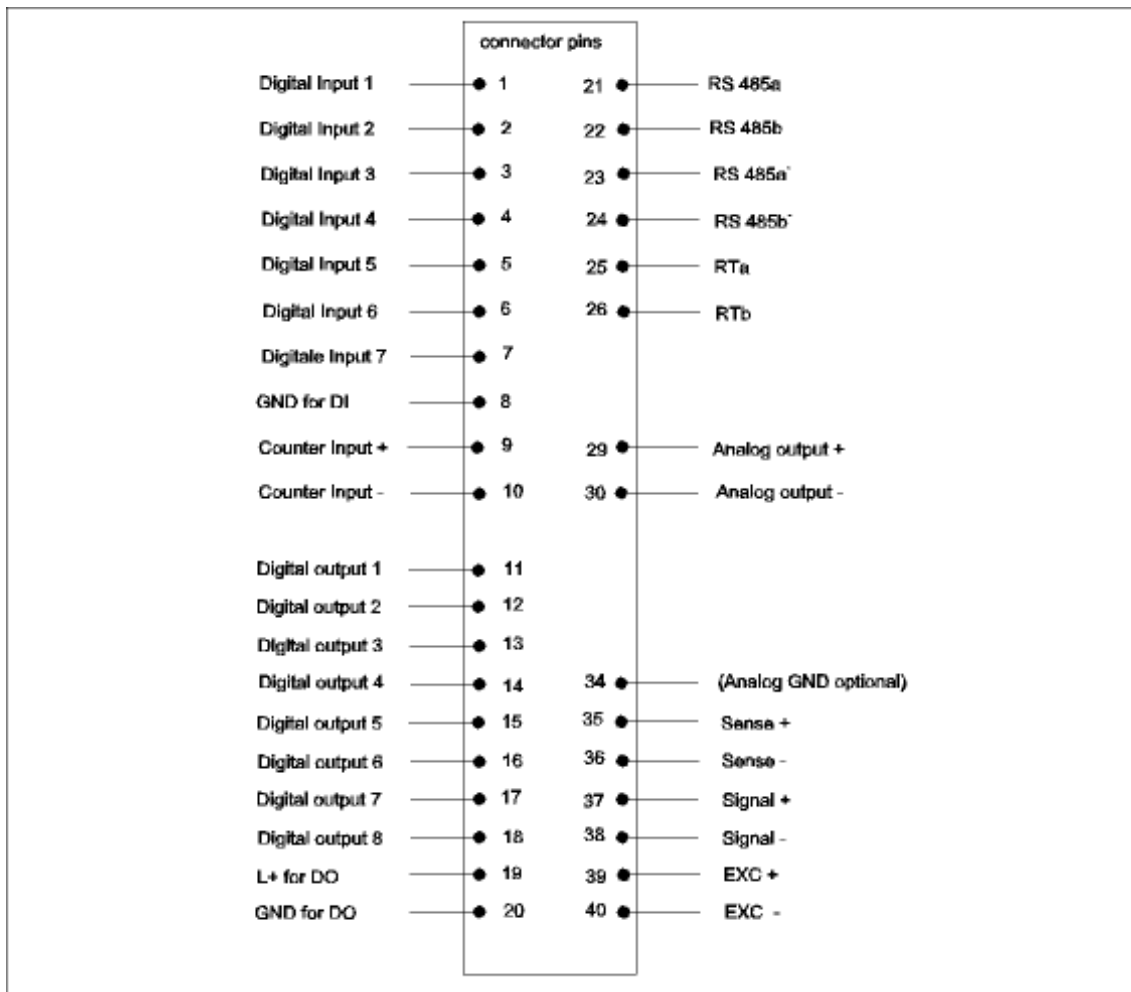 connector pins
Digital Input 1 1 21 RS 485a
Digital Input 2 2 22 RS 485b
Digital Input 3 3 23 RS 485a'
Digital Input 4 4 24 RS 485b'
Digital Input 5 5 25 RTa
Digital Input 6 6 26 RTb
Digitale Input 7 7
GND for DI 8
Counter Input + 9 29 Analog output +
Counter Input - 10 30 Analog output -
Digital output 1 11
Digital output 2 12
Digital output 3 13
Digital output 4 14 34 (Analog GND optional)
Digital output 5 15 35 Sense +
Digital output 6 16 36 Sense -
Digital output 7 17 37 Signal +
Digital output 8 18 38 Signal -
L+ for DO 19 39 EXC +
GND for DO 20 40 EXC -